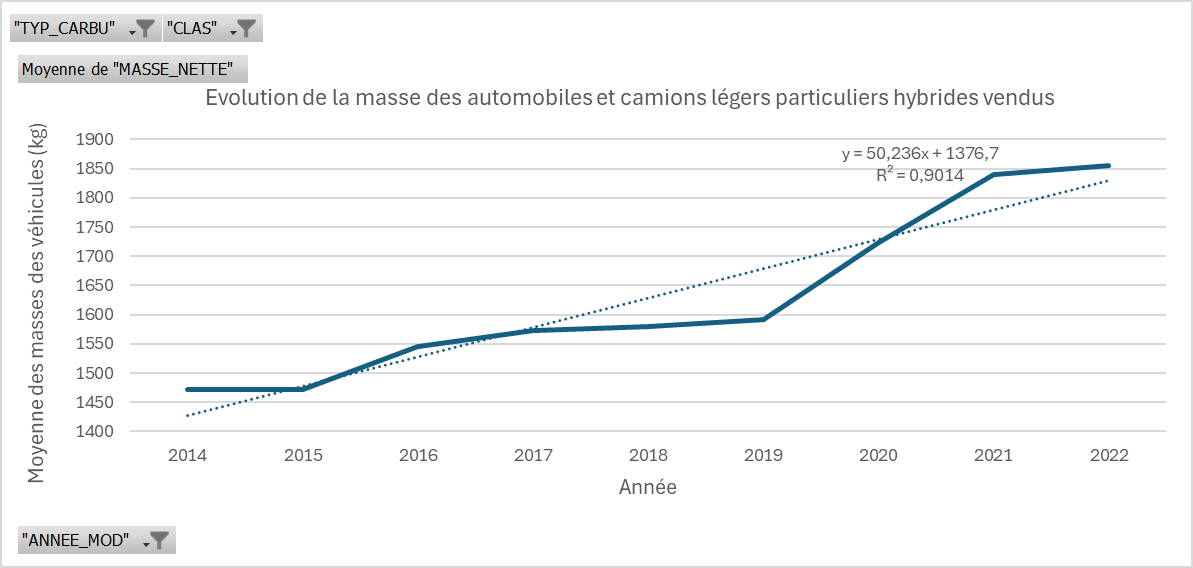 "TYP_CARBU" "CLAS"
Moyenne de "MASSE_NETTE"
Evolution de la masse des automobiles et camions légers particuliers hybrides vendus
Moyenne des masses des véhicules (kg)
1900
1850
1800
1750
1700
1650
1600
1550
1500
1450
1400
y = 50,236x + 1376,7
R² = 0,9014
2014 2015 2016 2017 2018 2019 2020 2021 2022
Année
"ANNEE_MOD"